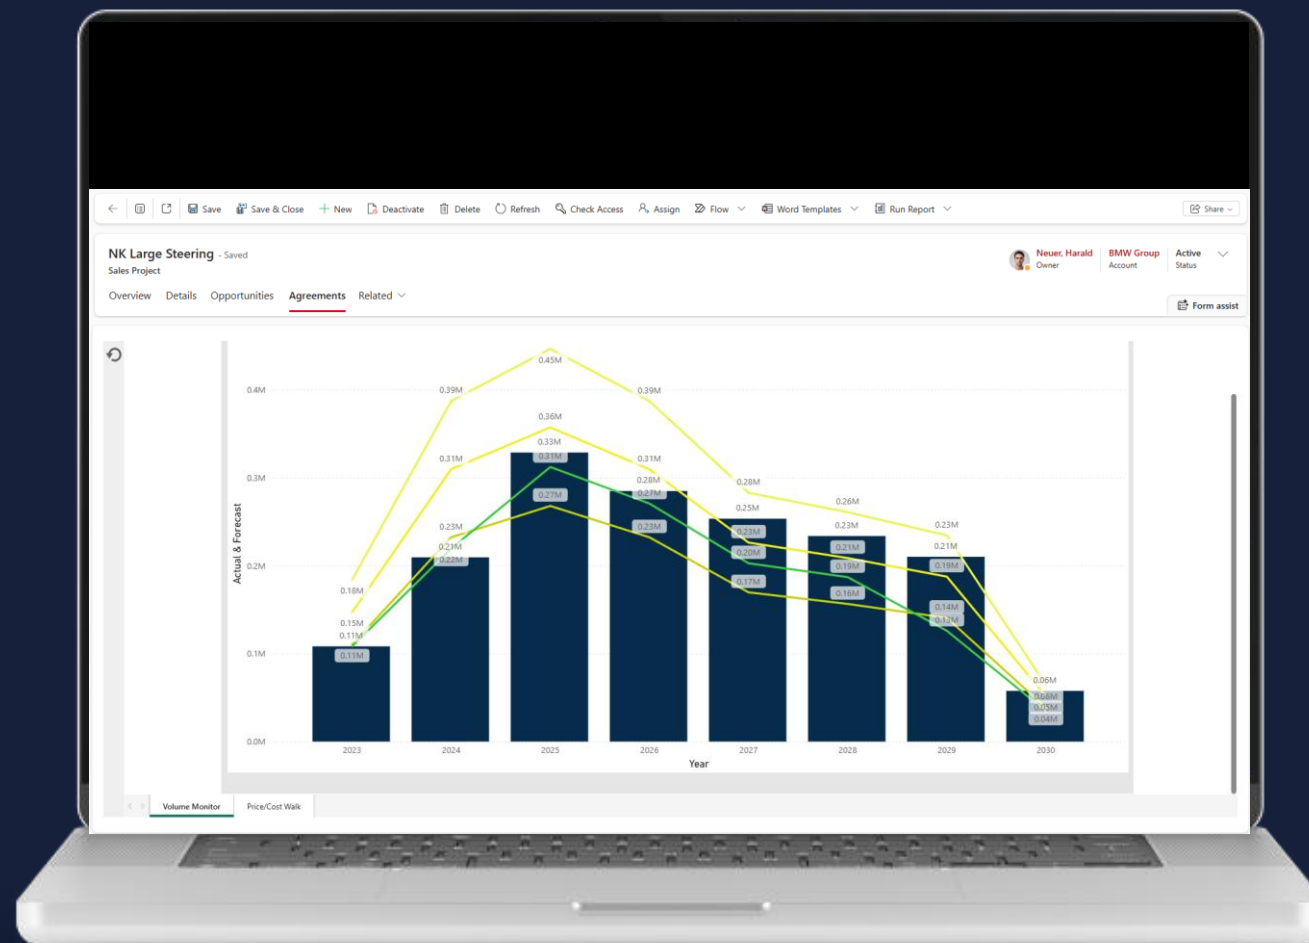 Save Save & Close New Deactivate Delete Refresh Check Access Assign Flow Word Templates Run Report Share
NK Large Steering - Saved
Sales Project
Neuer, Harald BMW Group Active
Owner Account Status
Overview Details Opportunities Agreements Related
Form assist
0.45M
0.4M 0.39M 0.39M
0.36M
0.33M
0.31M 0.31M 0.31M
0.3M 0.28M 0.28M
0.27M 0.27M 0.26M
0.25M
0.23M 0.23M 0.23M 0.23M 0.23M
0.21M 0.21M 0.21M
0.22M 0.20M
0.2M 0.19M 0.19M
0.18M 0.17M 0.16M
0.15M 0.14M
0.11M 0.13M
0.11M
0.1M
0.06M
0.06M
0.05M
0.04M
0.0M
Actual & Forecast
2023 2024 2025 2026 2027 2028 2029 2030
Year
Volume Monitor Price/Cost Walk